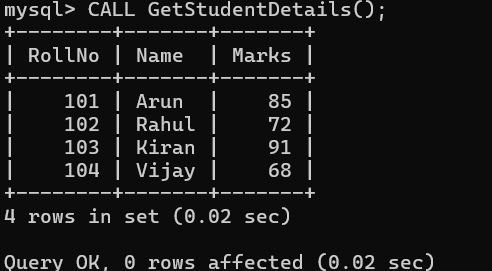 mysql> CALL GetStudentDetails();
+--------+-------+-------+
| RollNo | Name  | Marks |
+--------+-------+-------+
|    101 | Arun  |    85 |
|    102 | Rahul |    72 |
|    103 | Kiran |    91 |
|    104 | Vijay |    68 |
+--------+-------+-------+
4 rows in set (0.02 sec)

Query OK, 0 rows affected (0.02 sec)